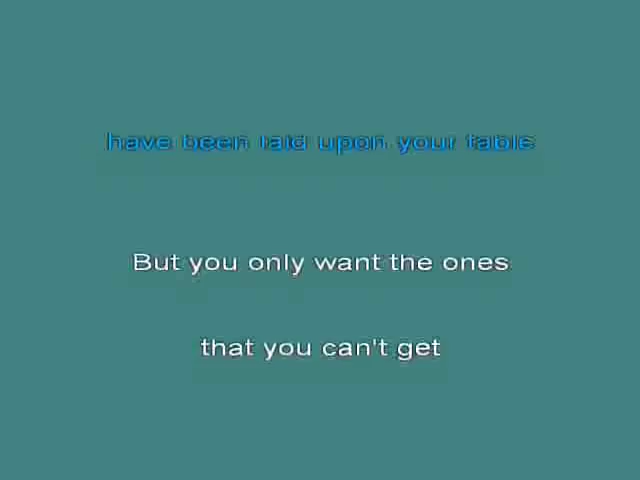 have been laid upon your table
But you only want the ones
that you can't get